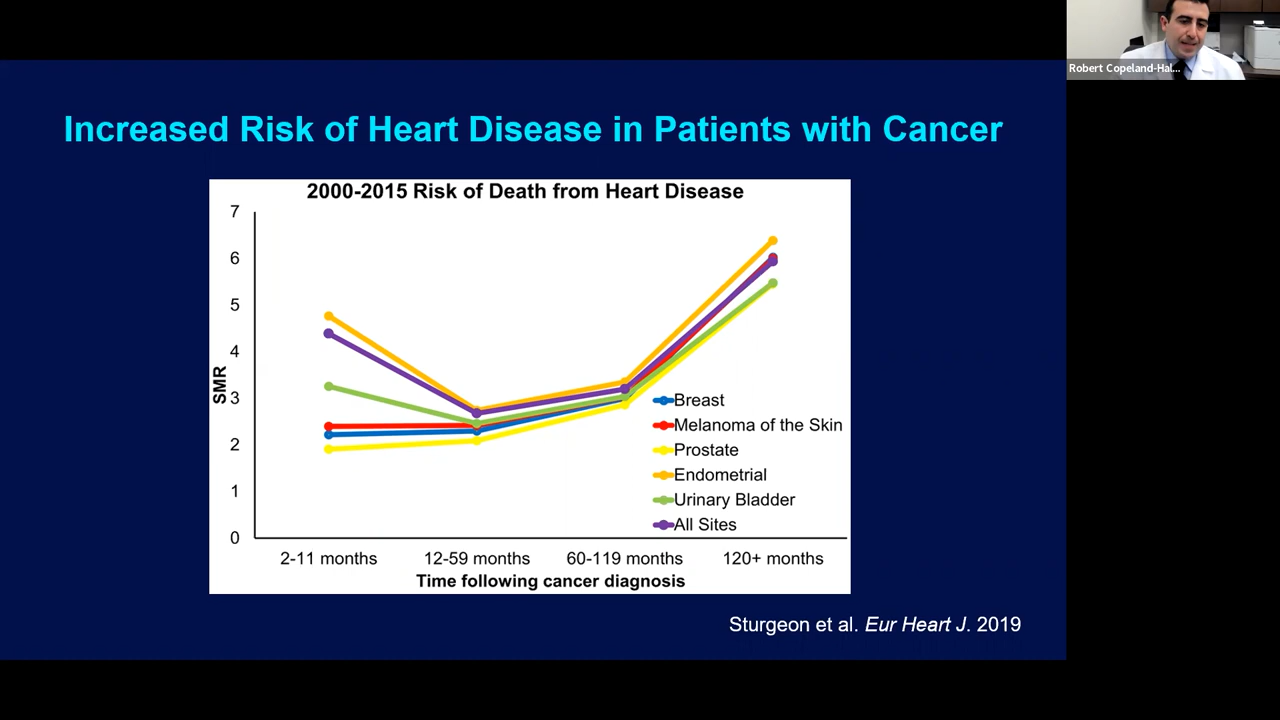 Robert Copeland-Hal...
Increased Risk of Heart Disease in Patients with Cancer
2000-2015 Risk of Death from Heart Disease
7
6
5
4
3
2
1
0
SMR
Breast
Melanoma of the Skin
Prostate
Endometrial
Urinary Bladder
All Sites
2-11 months 12-59 months 60-119 months 120+ months
Time following cancer diagnosis
Sturgeon et al. Eur Heart J. 2019